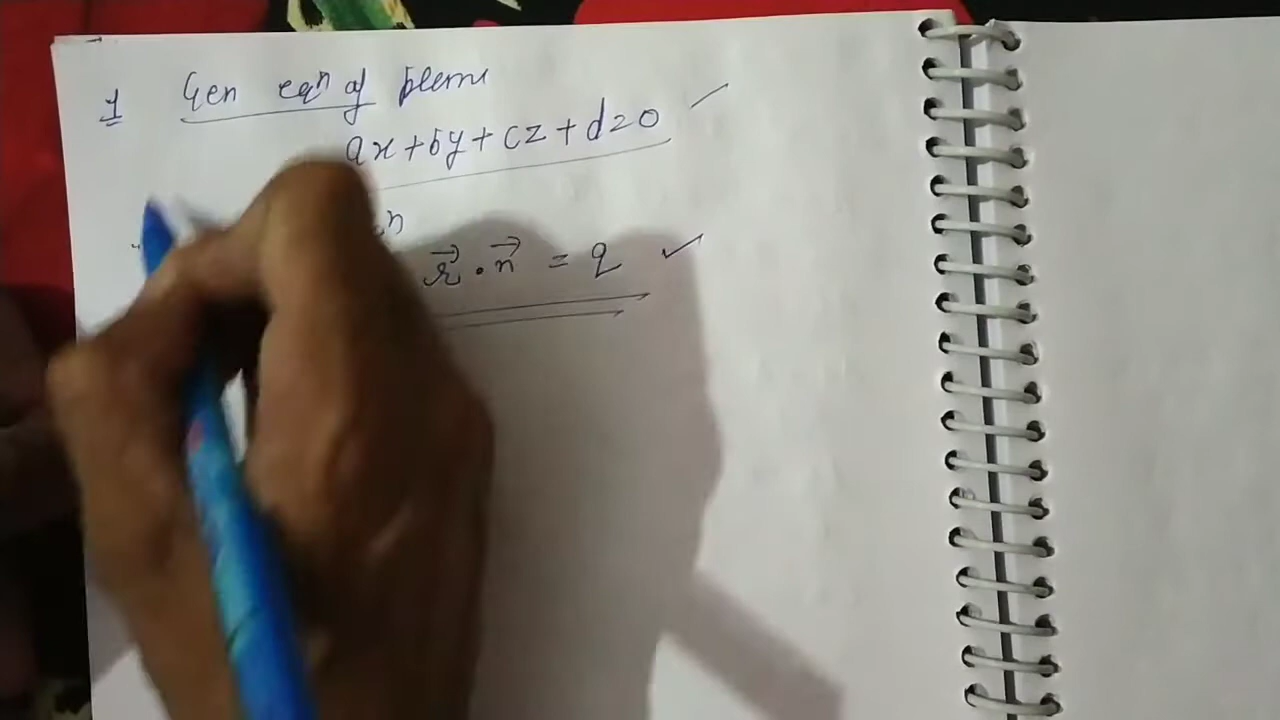 1 Gen eqn of plane
ax+by+cz+d=0
n
r⃗ . n⃗ = q